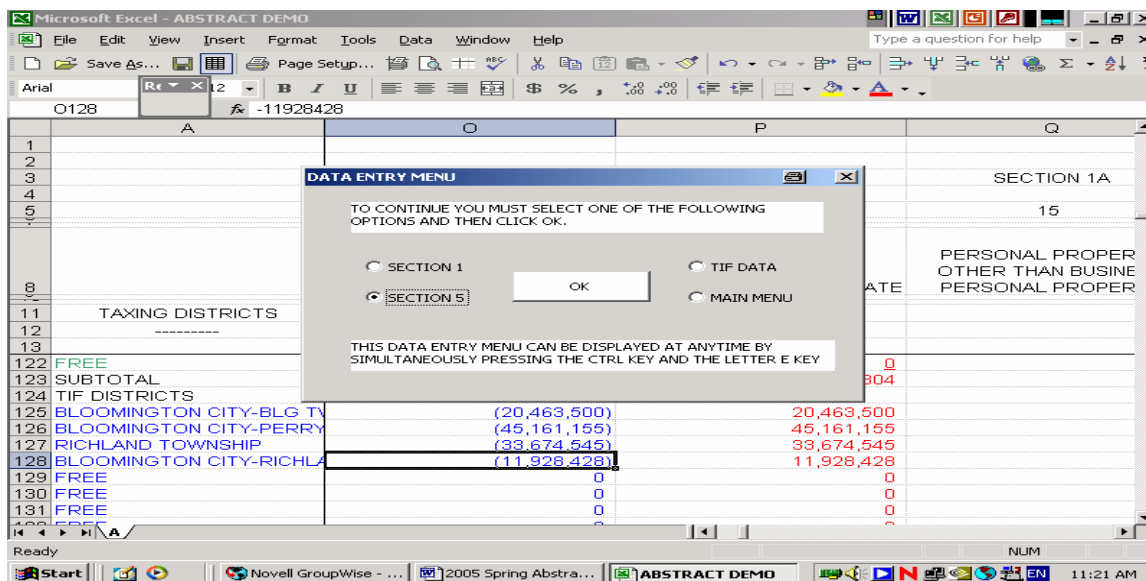 Microsoft Excel - ABSTRACT DEMO
File Edit View Insert Format Tools Data Window Help Type a question for help
Save As... Page Setup...
Arial 12 B I U $ % ,
O128 fx -11928428
A O P Q
1
2
3 SECTION 1A
4
5 15
PERSONAL PROPER
OTHER THAN BUSINE
8 ATE PERSONAL PROPER
11 TAXING DISTRICTS
12 ---------
13
DATA ENTRY MENU
TO CONTINUE YOU MUST SELECT ONE OF THE FOLLOWING
OPTIONS AND THEN CLICK OK.
SECTION 1 TIF DATA
OK
SECTION 5 MAIN MENU
THIS DATA ENTRY MENU CAN BE DISPLAYED AT ANYTIME BY
SIMULTANEOUSLY PRESSING THE CTRL KEY AND THE LETTER E KEY
122 FREE 0
123 SUBTOTAL 804
124 TIF DISTRICTS
125 BLOOMINGTON CITY-BLG (20,463,500) 20,463,500
126 BLOOMINGTON CITY-PERRY (45,161,155) 45,161,155
127 RICHLAND TOWNSHIP (33,674,545) 33,674,545
128 BLOOMINGTON CITY-RICHLA (11,928,428) 11,928,428
129 FREE 0 0
130 FREE 0 0
131 FREE 0 0
A
Ready NUM
Start Novell GroupWise - ... 2005 Spring Abstra... ABSTRACT DEMO EN 11:21 AM